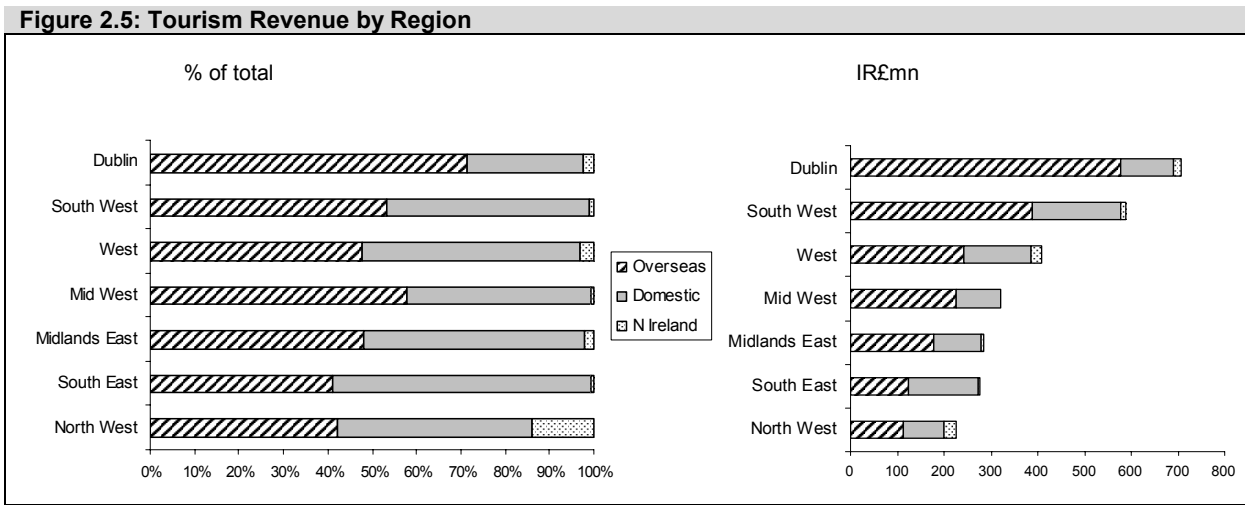 Figure 2.5: Tourism Revenue by Region
% of total
Dublin
South West
West
Mid West
Midlands East
South East
North West
0% 10% 20% 30% 40% 50% 60% 70% 80% 90% 100%
Overseas
Domestic
N Ireland
IR£mn
Dublin
South West
West
Mid West
Midlands East
South East
North West
0 100 200 300 400 500 600 700 800